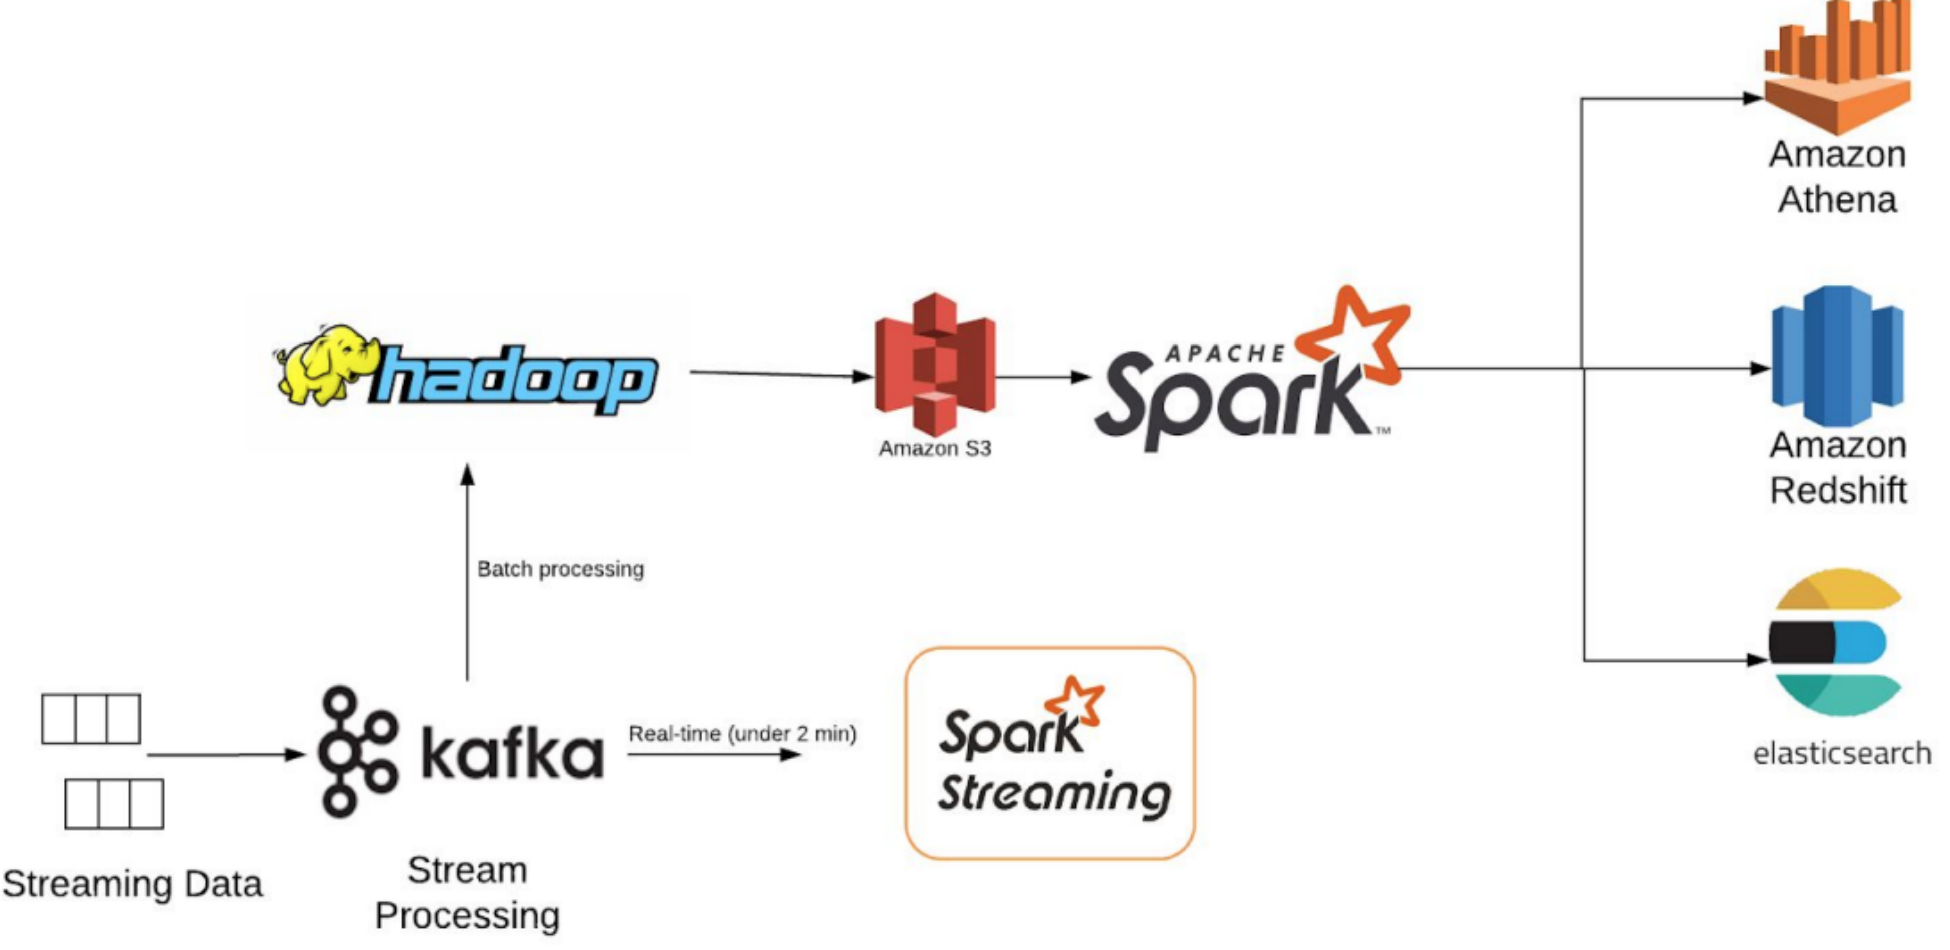 Amazon
Athena
hadoop
Amazon S3
APACHE
Spark™
Amazon
Redshift
Batch processing
Streaming Data
kafka
Stream
Processing
Real-time (under 2 min)
Spark
Streaming
elasticsearch